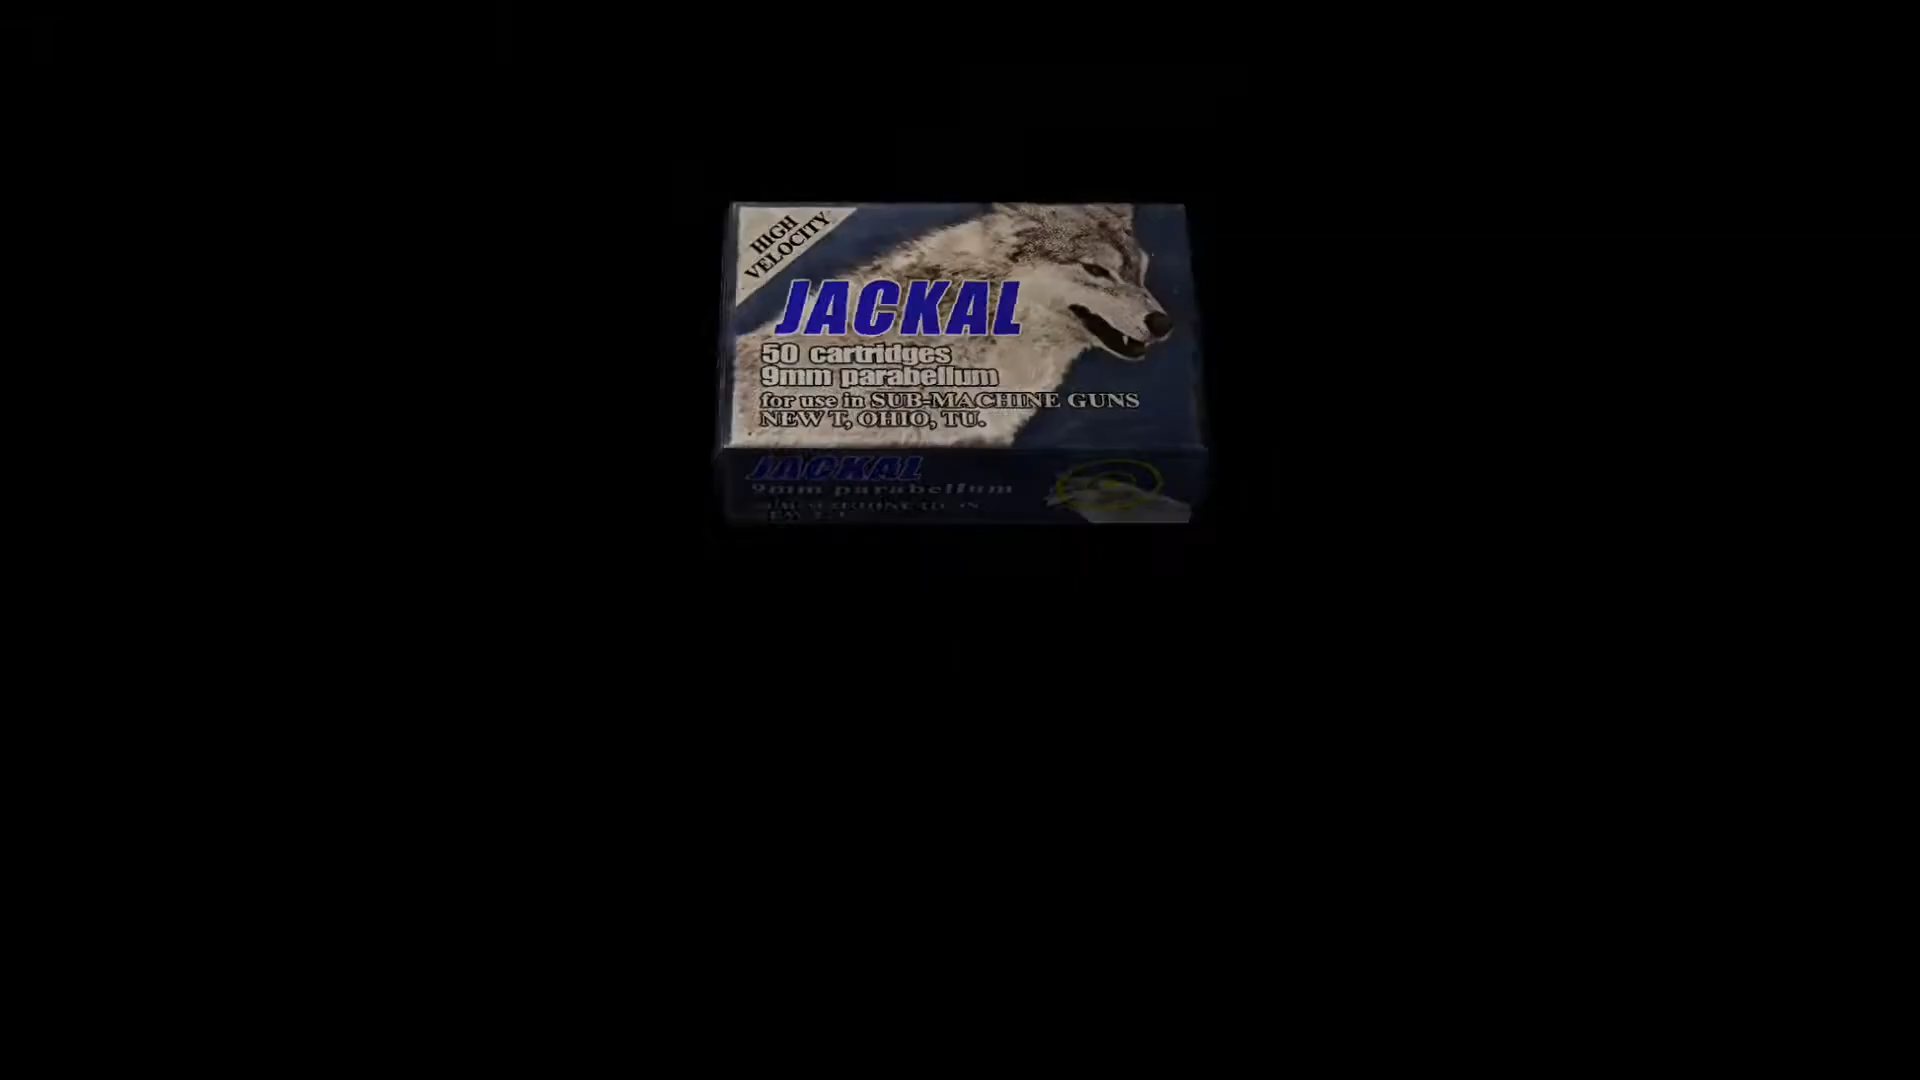 HIGH
VELOCITY
JACKAL
50 cartridges
9mm parabellum
for use in SUB-MACHINE GUNS
NEW T, OHIO, TU.
JACKAL
9mm parabellum